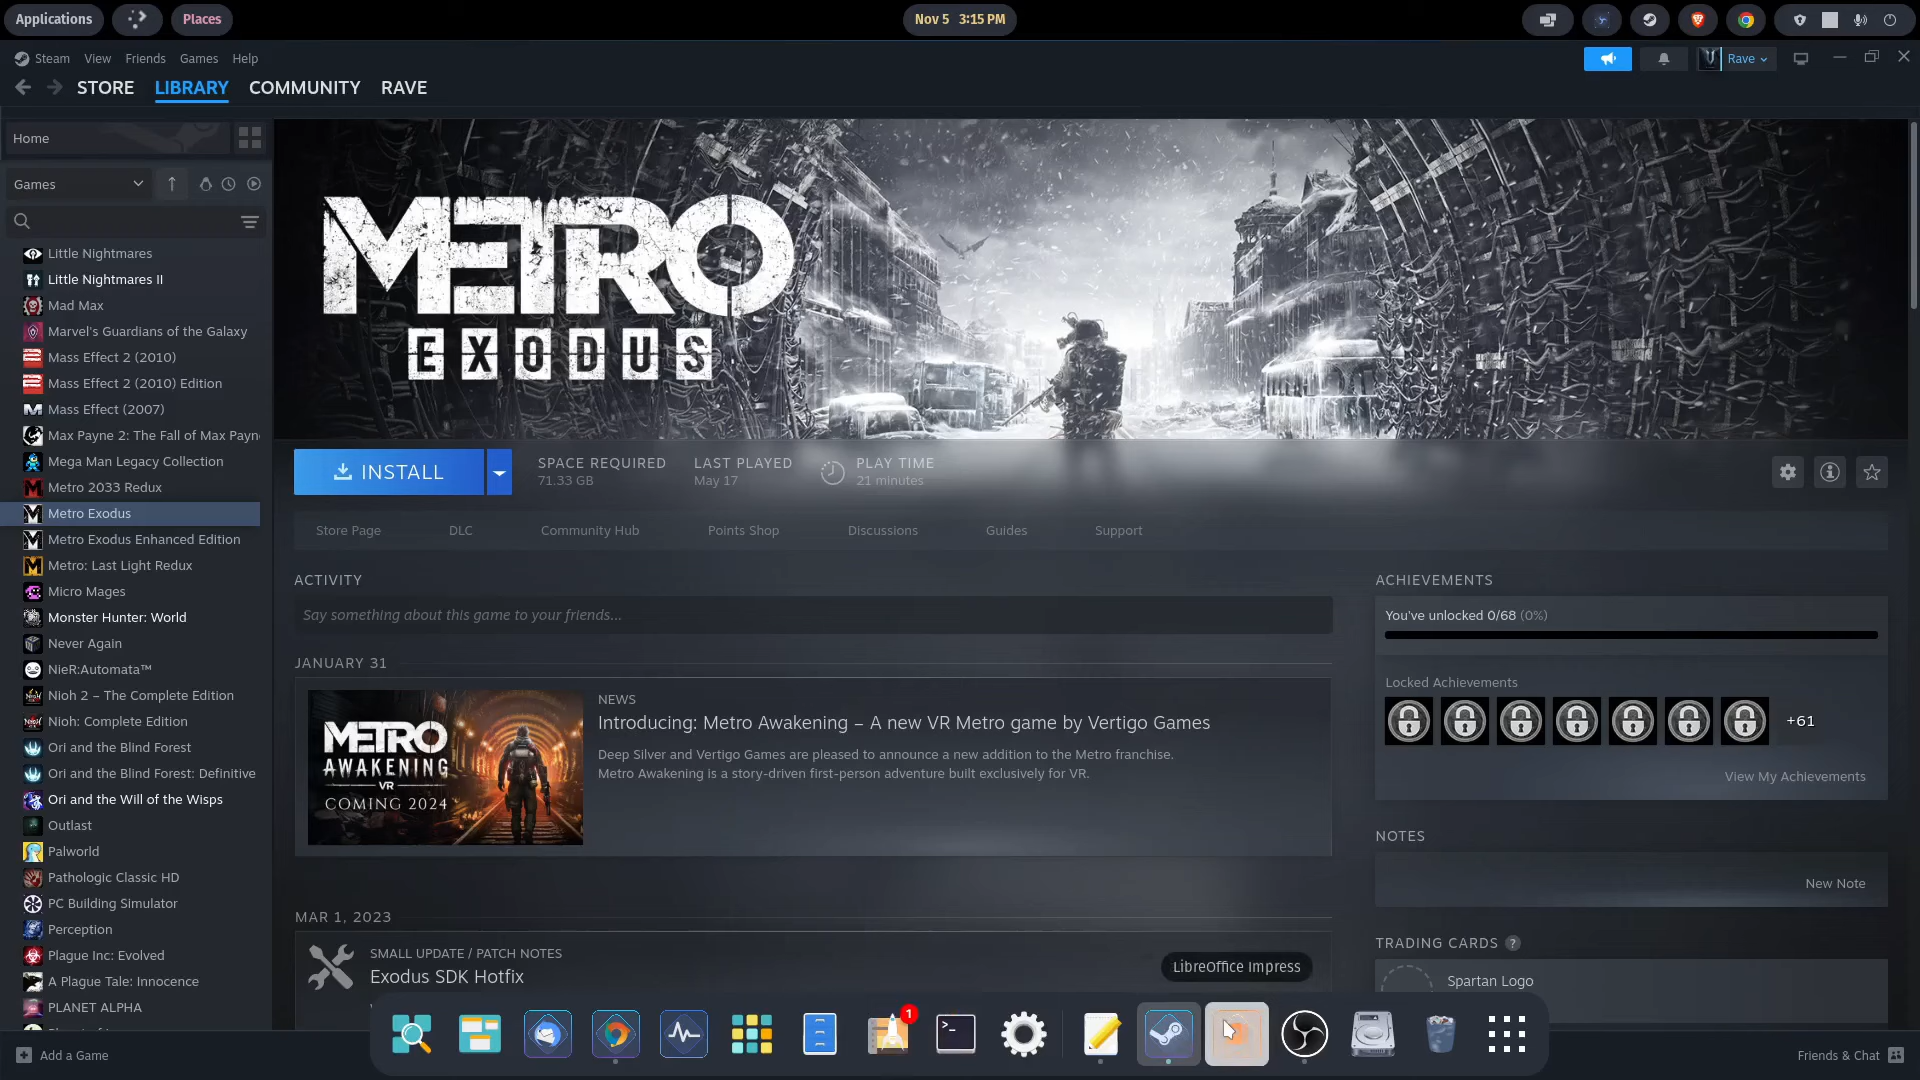 Applications
Places
Nov 5 3:15 PM
Steam
View
Friends
Games
Help
Rave
STORE
LIBRARY
COMMUNITY
RAVE
Home
Games
Little Nightmares
Little Nightmares II
Mad Max
Marvel's Guardians of the Galaxy
Mass Effect 2 (2010)
Mass Effect 2 (2010) Edition
Mass Effect (2007)
Max Payne 2: The Fall of Max Payn
Mega Man Legacy Collection
Metro 2033 Redux
Metro Exodus
Metro Exodus Enhanced Edition
Metro: Last Light Redux
Micro Mages
Monster Hunter: World
Never Again
NieR:Automata™
Nioh 2 – The Complete Edition
Nioh: Complete Edition
Ori and the Blind Forest
Ori and the Blind Forest: Definitive
Ori and the Will of the Wisps
Outlast
Palworld
Pathologic Classic HD
PC Building Simulator
Perception
Plague Inc: Evolved
A Plague Tale: Innocence
PLANET ALPHA
Add a Game
METRO
EXODUS
INSTALL
SPACE REQUIRED
71.33 GB
LAST PLAYED
May 17
PLAY TIME
21 minutes
Store Page
DLC
Community Hub
Points Shop
Discussions
Guides
Support
ACTIVITY
Say something about this game to your friends...
JANUARY 31
METRO
AWAKENING
VR
COMING 2024
NEWS
Introducing: Metro Awakening – A new VR Metro game by Vertigo Games
Deep Silver and Vertigo Games are pleased to announce a new addition to the Metro franchise.
Metro Awakening is a story-driven first-person adventure built exclusively for VR.
MAR 1, 2023
SMALL UPDATE / PATCH NOTES
Exodus SDK Hotfix
LibreOffice Impress
ACHIEVEMENTS
You've unlocked 0/68 (0%)
Locked Achievements
+61
View My Achievements
NOTES
New Note
TRADING CARDS ?
Spartan Logo
1
>_
Friends & Chat